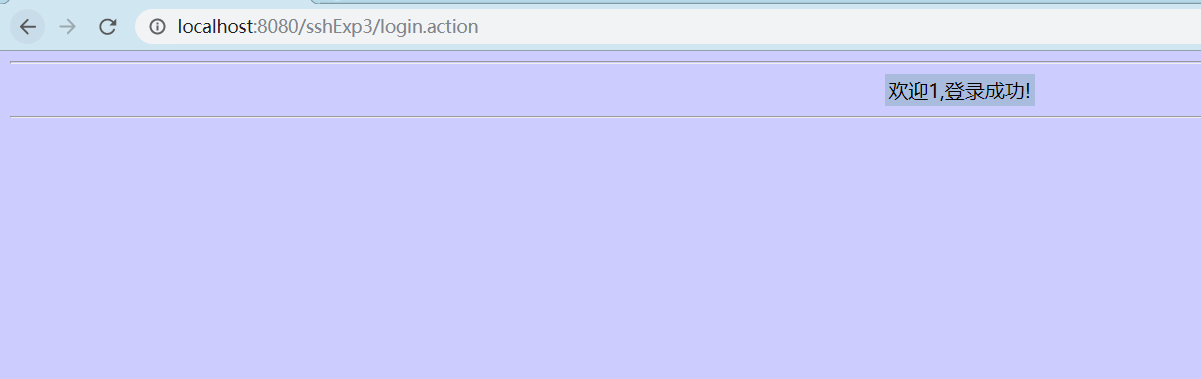 localhost:8080/sshExp3/login.action
欢迎1,登录成功!